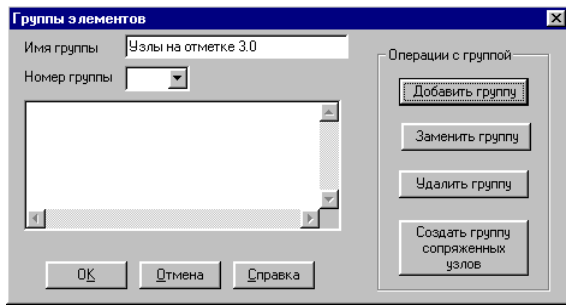 Группы элементов
Имя группы
Узлы на отметке 3.0
Номер группы
Операции с группой
Добавить группу
Заменить группу
Удалить группу
Создать группу
сопряженных
узлов
OK
Отмена
Справка